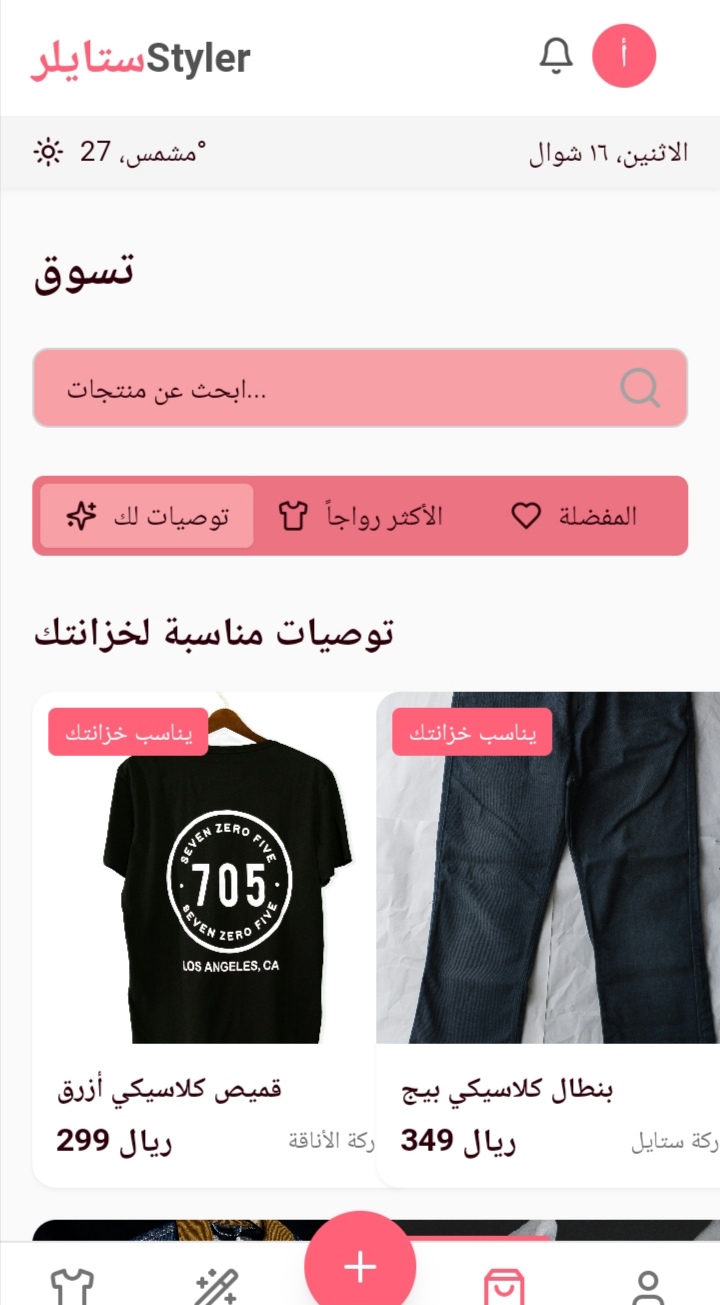 ستايلرStyler
أ
الاثنين، ١٦ شوال
مشمس، 27°
تسوق
ابحث عن منتجات...
توصيات لك
الأكثر رواجاً
المفضلة
توصيات مناسبة لخزانتك
يناسب خزانتك
يناسب خزانتك
SEVEN ZERO FIVE
705
SEVEN ZERO FIVE
LOS ANGELES, CA
قميص كلاسيكي أزرق
299 ريال
ركة الأناقة
بنطال كلاسيكي بيج
349 ريال
ركة ستايل